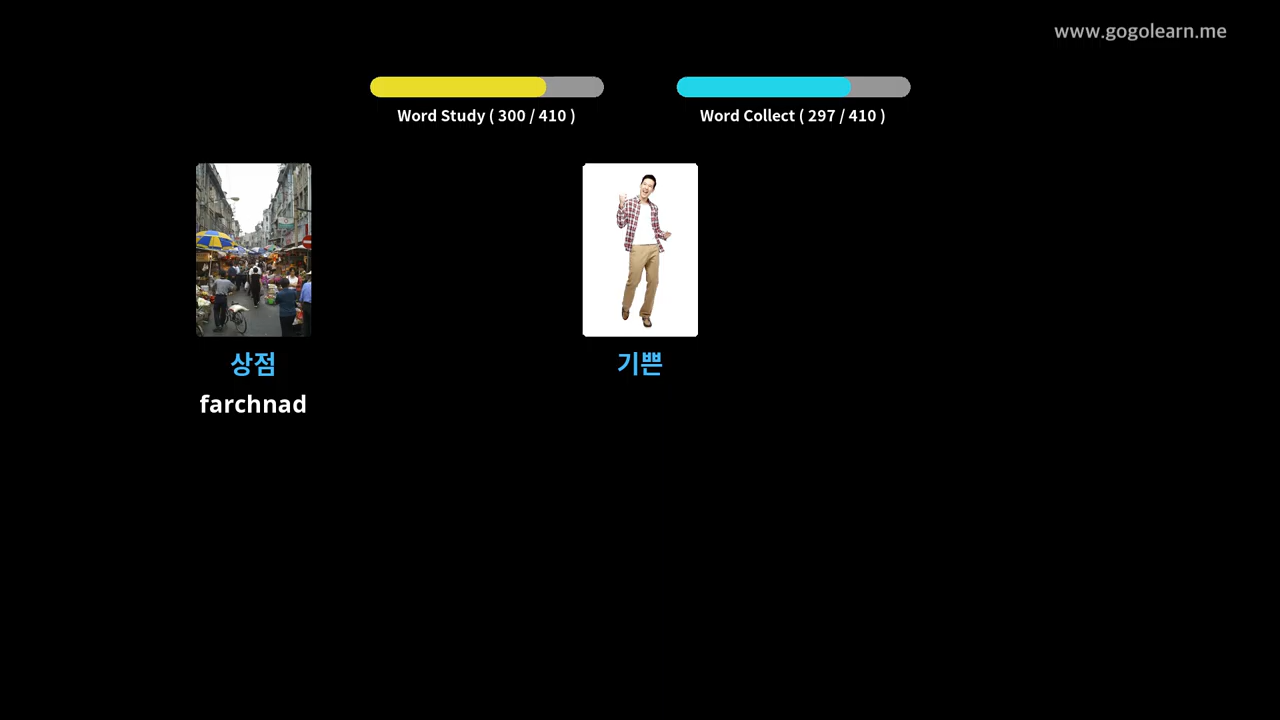 www.gogolearn.me
Word Study ( 300 / 410 )
Word Collect ( 297 / 410 )
상점
기쁜
farchnad